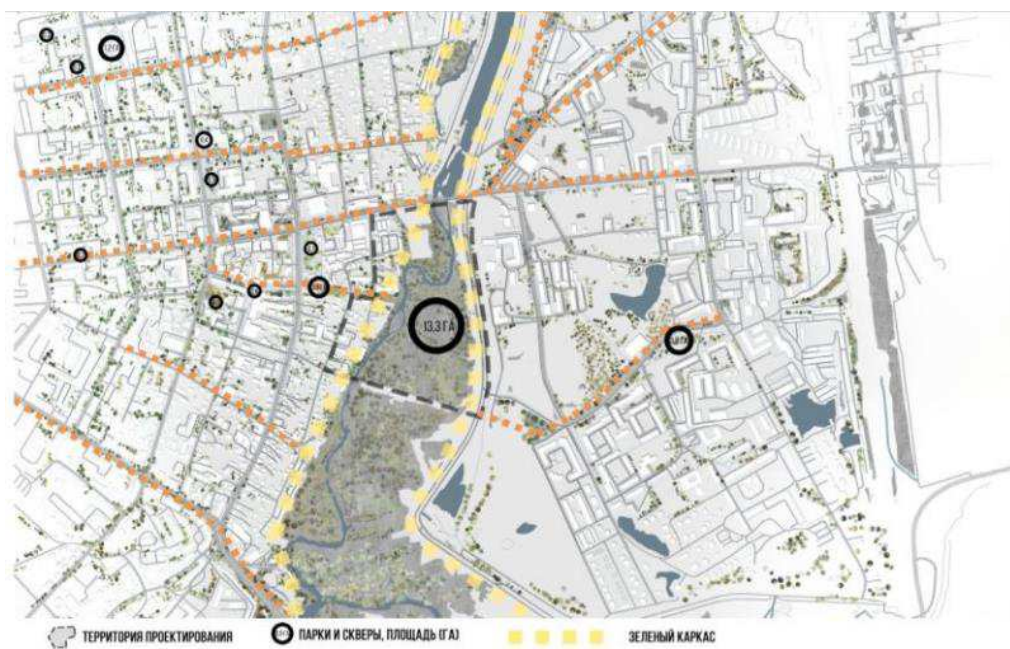 13,3 ГА
ТЕРРИТОРИЯ ПРОЕКТИРОВАНИЯ
ПАРКИ И СКВЕРЫ, ПЛОЩАДЬ (ГА)
ЗЕЛЕНЫЙ КАРКАС